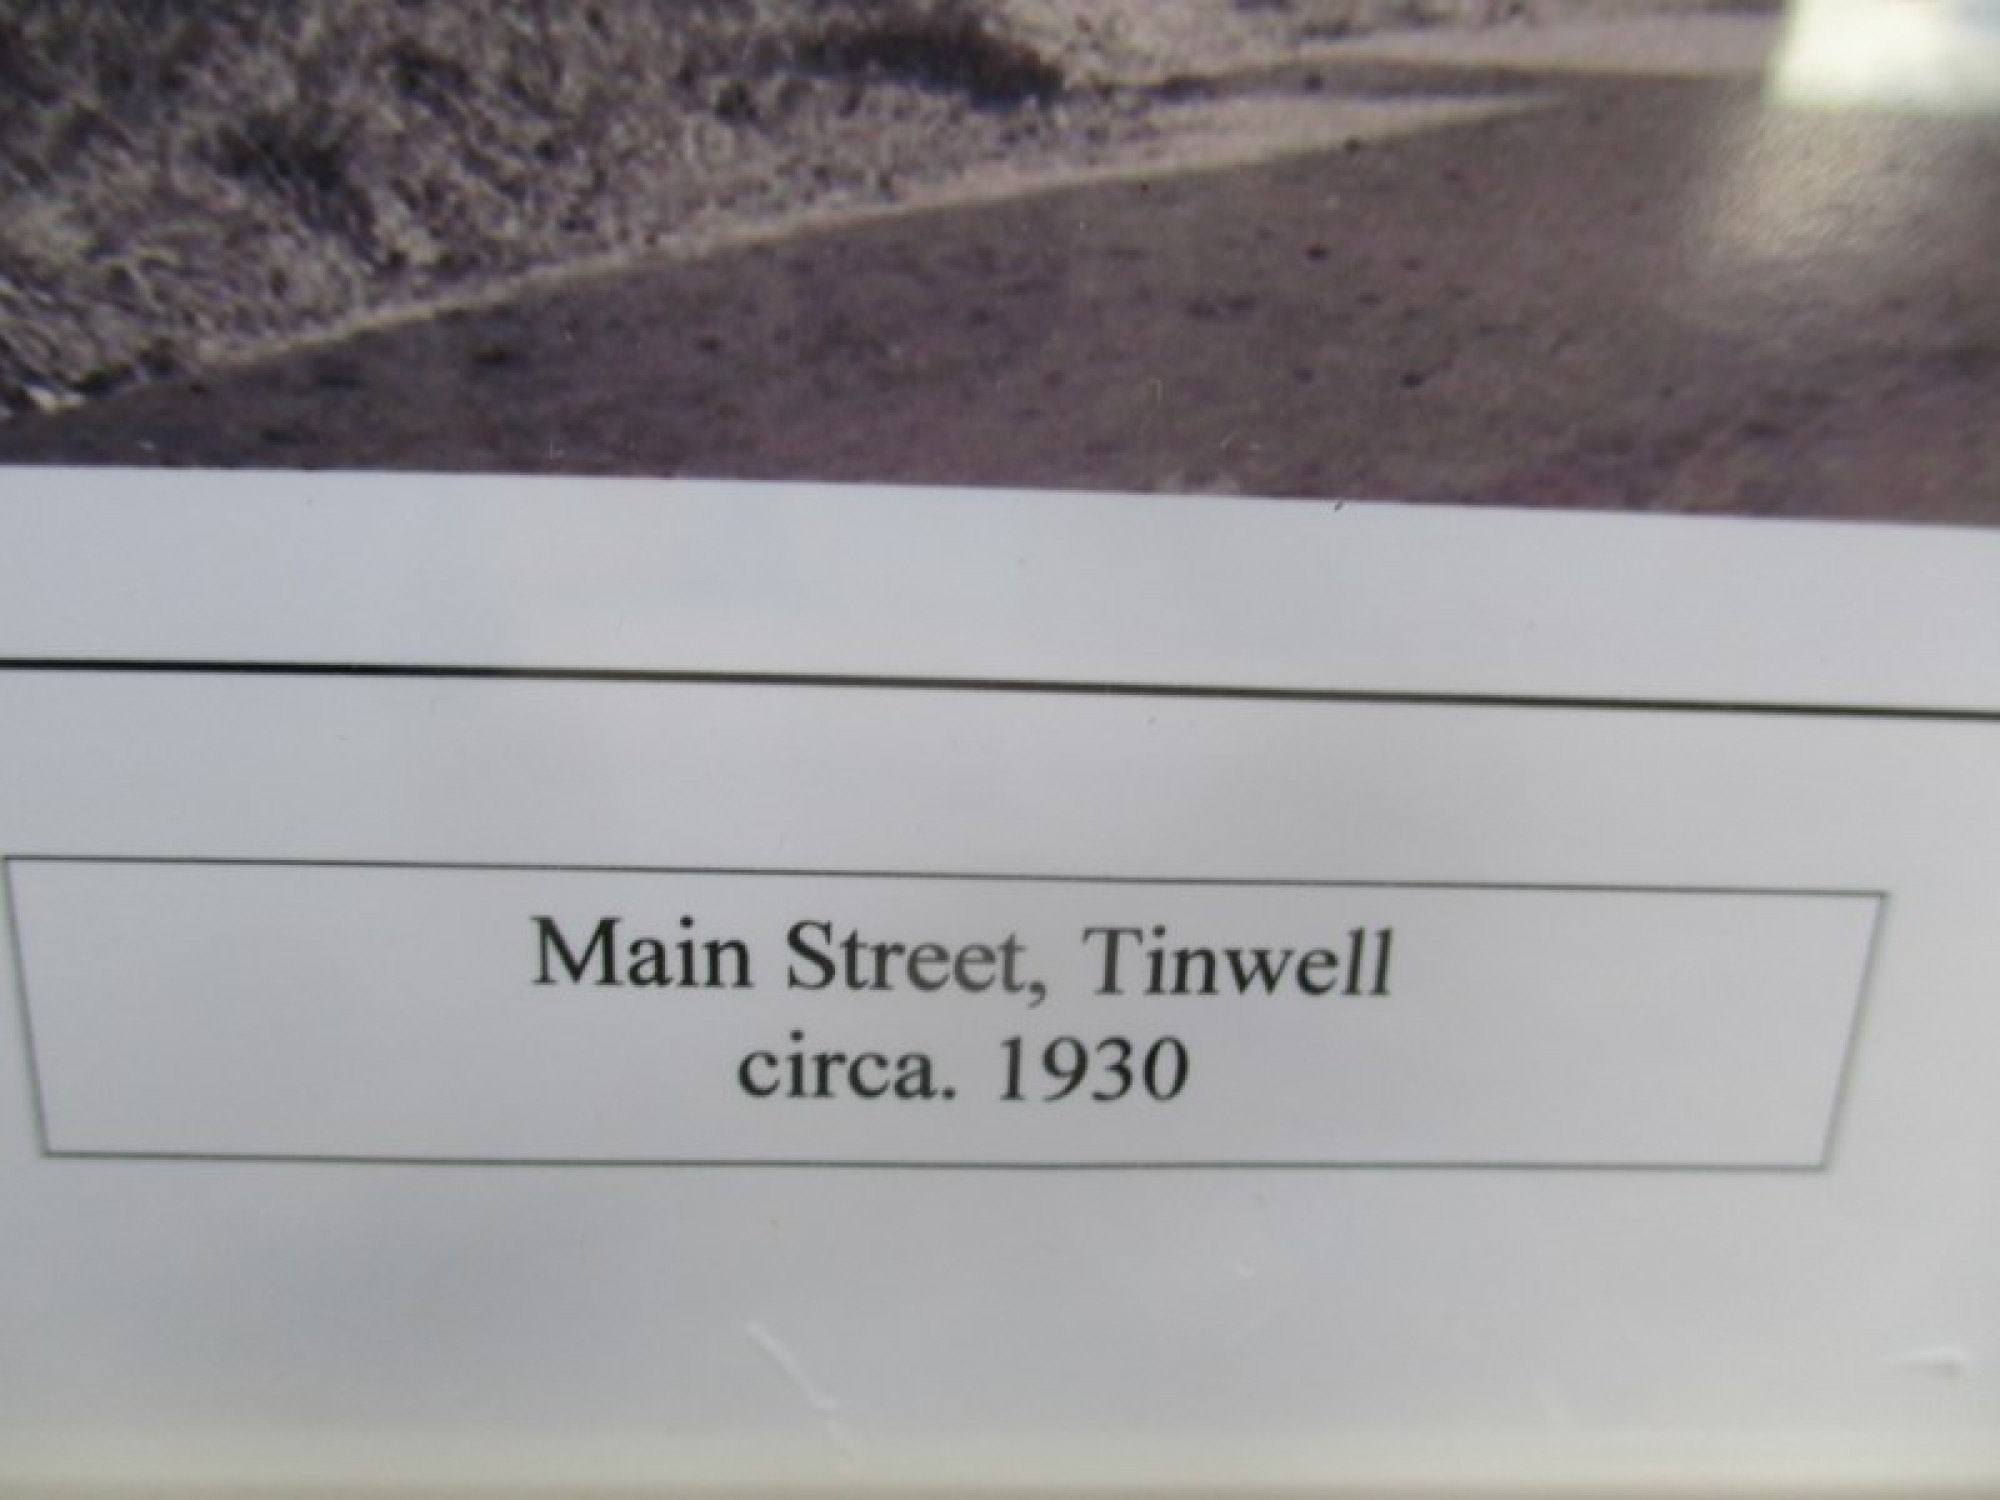 Main Street, Tinwell
circa. 1930